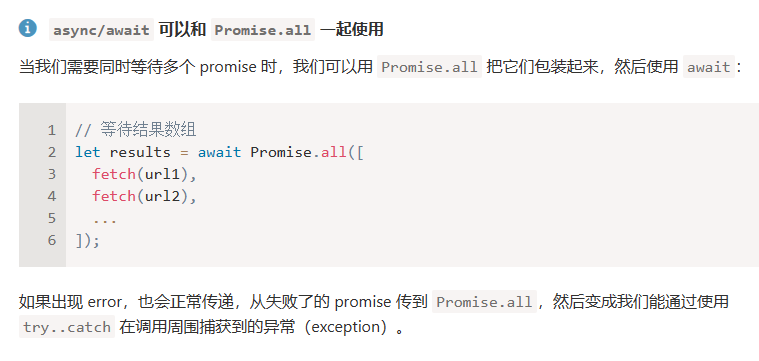 async/await 可以和 Promise.all 一起使用
当我们需要同时等待多个 promise 时，我们可以用 Promise.all 把它们包装起来，然后使用 await：
1 // 等待结果数组
2 let results = await Promise.all([
3   fetch(url1),
4   fetch(url2),
5   ...
6 ]);
如果出现 error，也会正常传递，从失败了的 promise 传到 Promise.all，然后变成我们能通过使用
try..catch 在调用周围捕获到的异常（exception）。